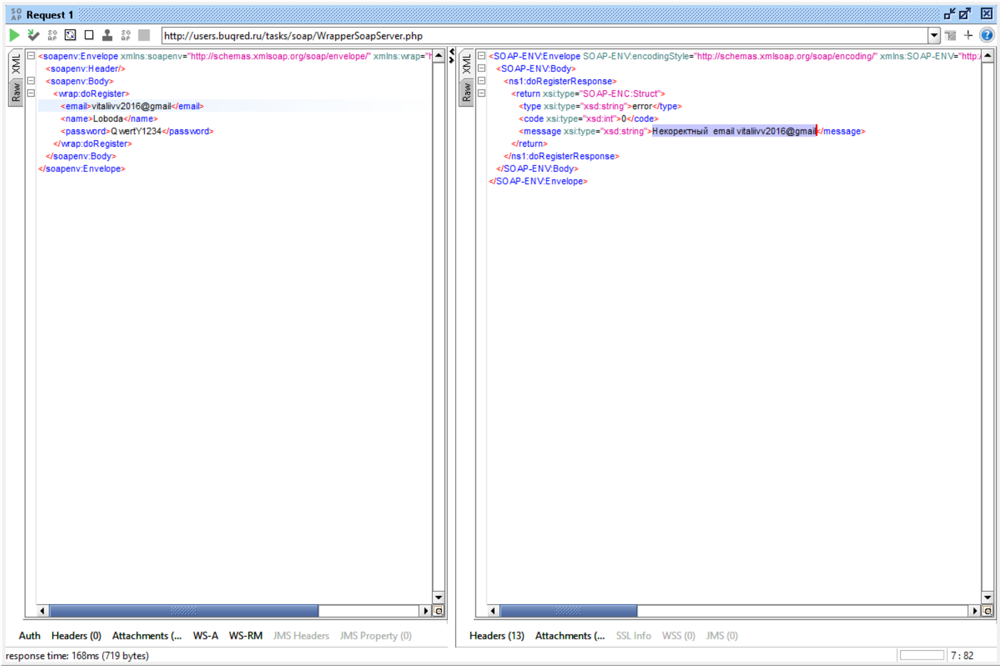 SO AP Request 1
http://users.bugred.ru/tasks/soap/WrapperSoapServer.php
XML
Raw
<soapenv:Envelope xmlns:soapenv="http://schemas.xmlsoap.org/soap/envelope/" xmlns:wrap="h
<soapenv:Header/>
<soapenv:Body>
<wrap:doRegister>
<email>vitaliivv2016@gmail</email>
<name>Loboda</name>
<password>QwertY1234</password>
</wrap:doRegister>
</soapenv:Body>
</soapenv:Envelope>
XML
Raw
<SOAP-ENV:Envelope SOAP-ENV:encodingStyle="http://schemas.xmlsoap.org/soap/encoding/" xmlns:SOAP-ENV="http:/
<SOAP-ENV:Body>
<ns1:doRegisterResponse>
<return xsi:type="SOAP-ENC:Struct">
<type xsi:type="xsd:string">error</type>
<code xsi:type="xsd:int">0</code>
<message xsi:type="xsd:string">Некоректный  email vitaliivv2016@gmail</message>
</return>
</ns1:doRegisterResponse>
</SOAP-ENV:Body>
</SOAP-ENV:Envelope>
Auth Headers (0) Attachments (... WS-A WS-RM JMS Headers JMS Property (0)
Headers (13) Attachments (... SSL Info WSS (0) JMS (0)
response time: 168ms (719 bytes)
7 : 82